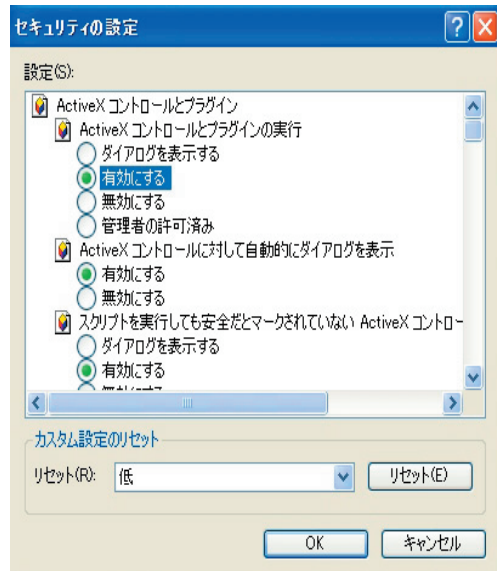 セキュリティの設定
設定(S):
ActiveX コントロールとプラグイン
ActiveX コントロールとプラグインの実行
ダイアログを表示する
有効にする
無効にする
管理者の許可済み
ActiveX コントロールに対して自動的にダイアログを表示
有効にする
無効にする
スクリプトを実行しても安全だとマークされていない ActiveX コントロー
ダイアログを表示する
有効にする
カスタム設定のリセット
リセット(R): 低 リセット(E)
OK キャンセル